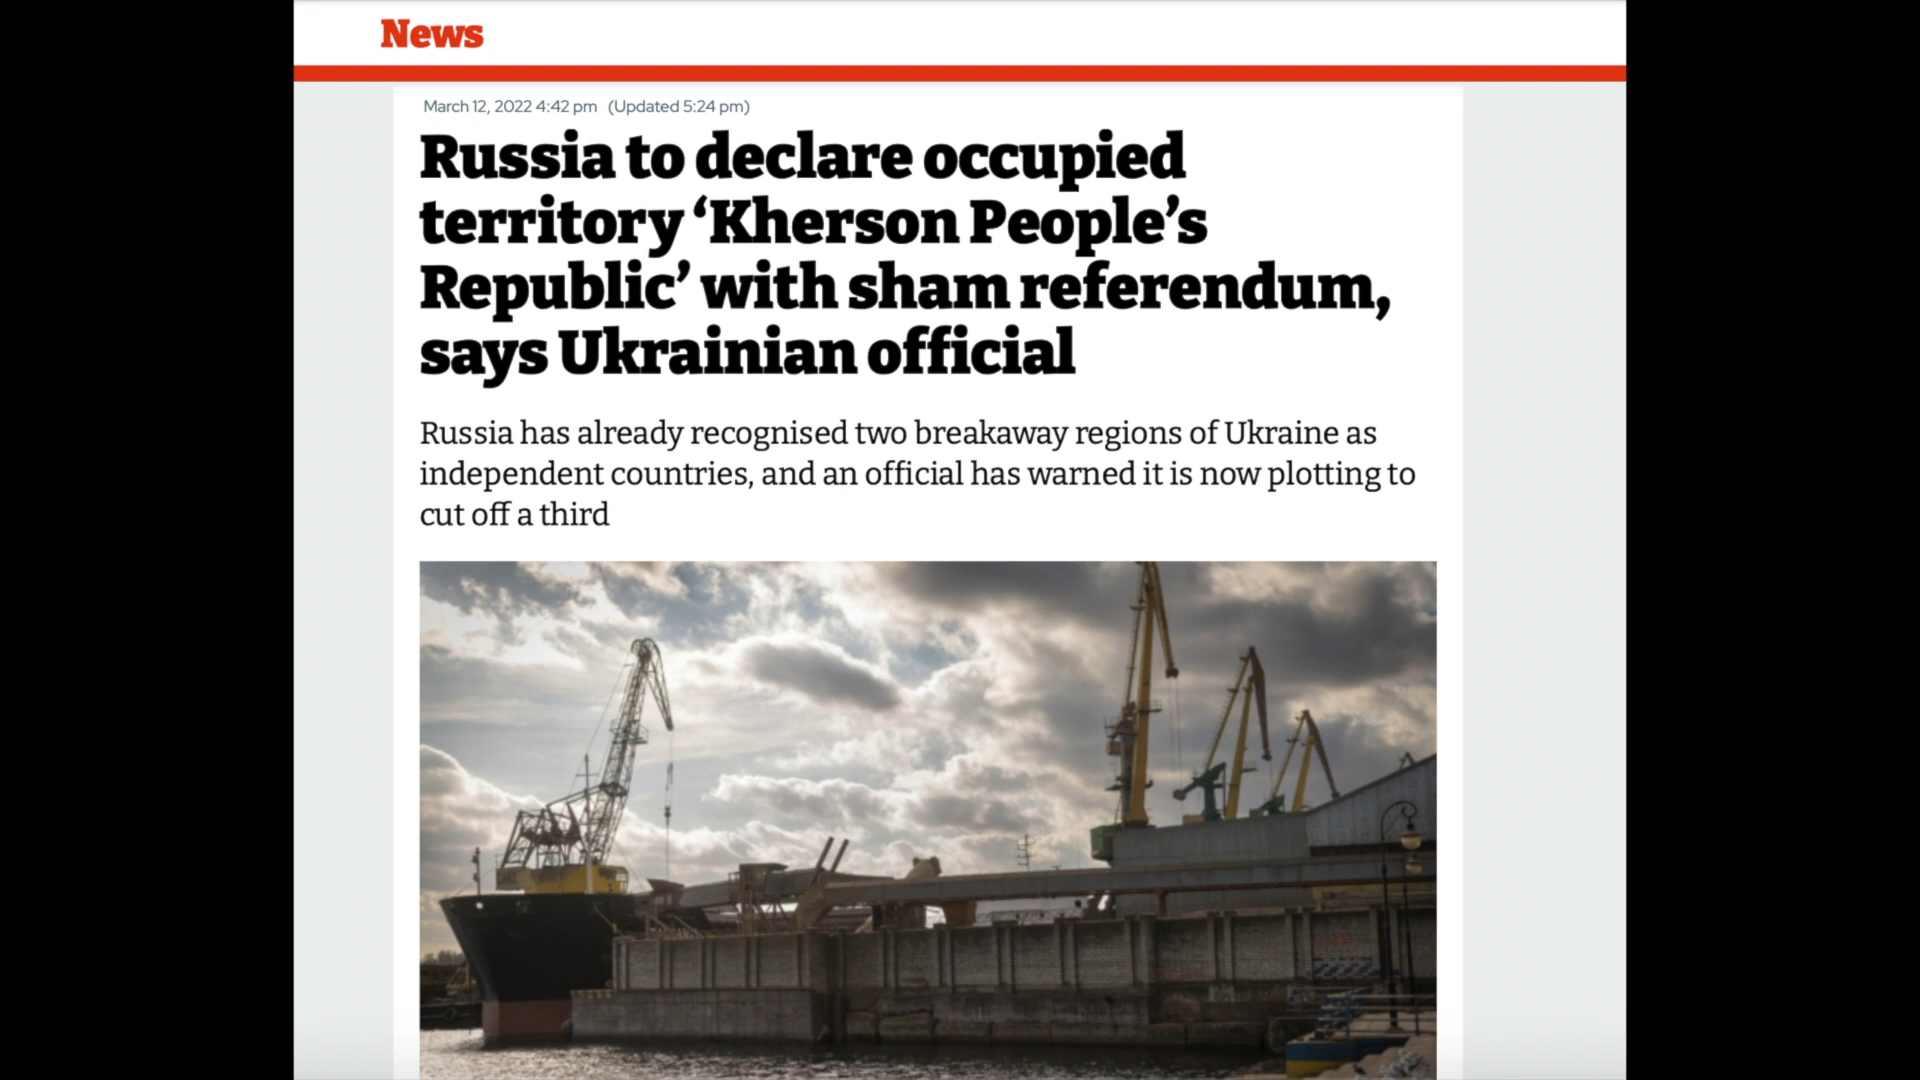 News
March 12, 2022 4:42 pm (Updated 5:24 pm)
Russia to declare occupied
territory ‘Kherson People’s
Republic’ with sham referendum,
says Ukrainian official
Russia has already recognised two breakaway regions of Ukraine as
independent countries, and an official has warned it is now plotting to
cut off a third